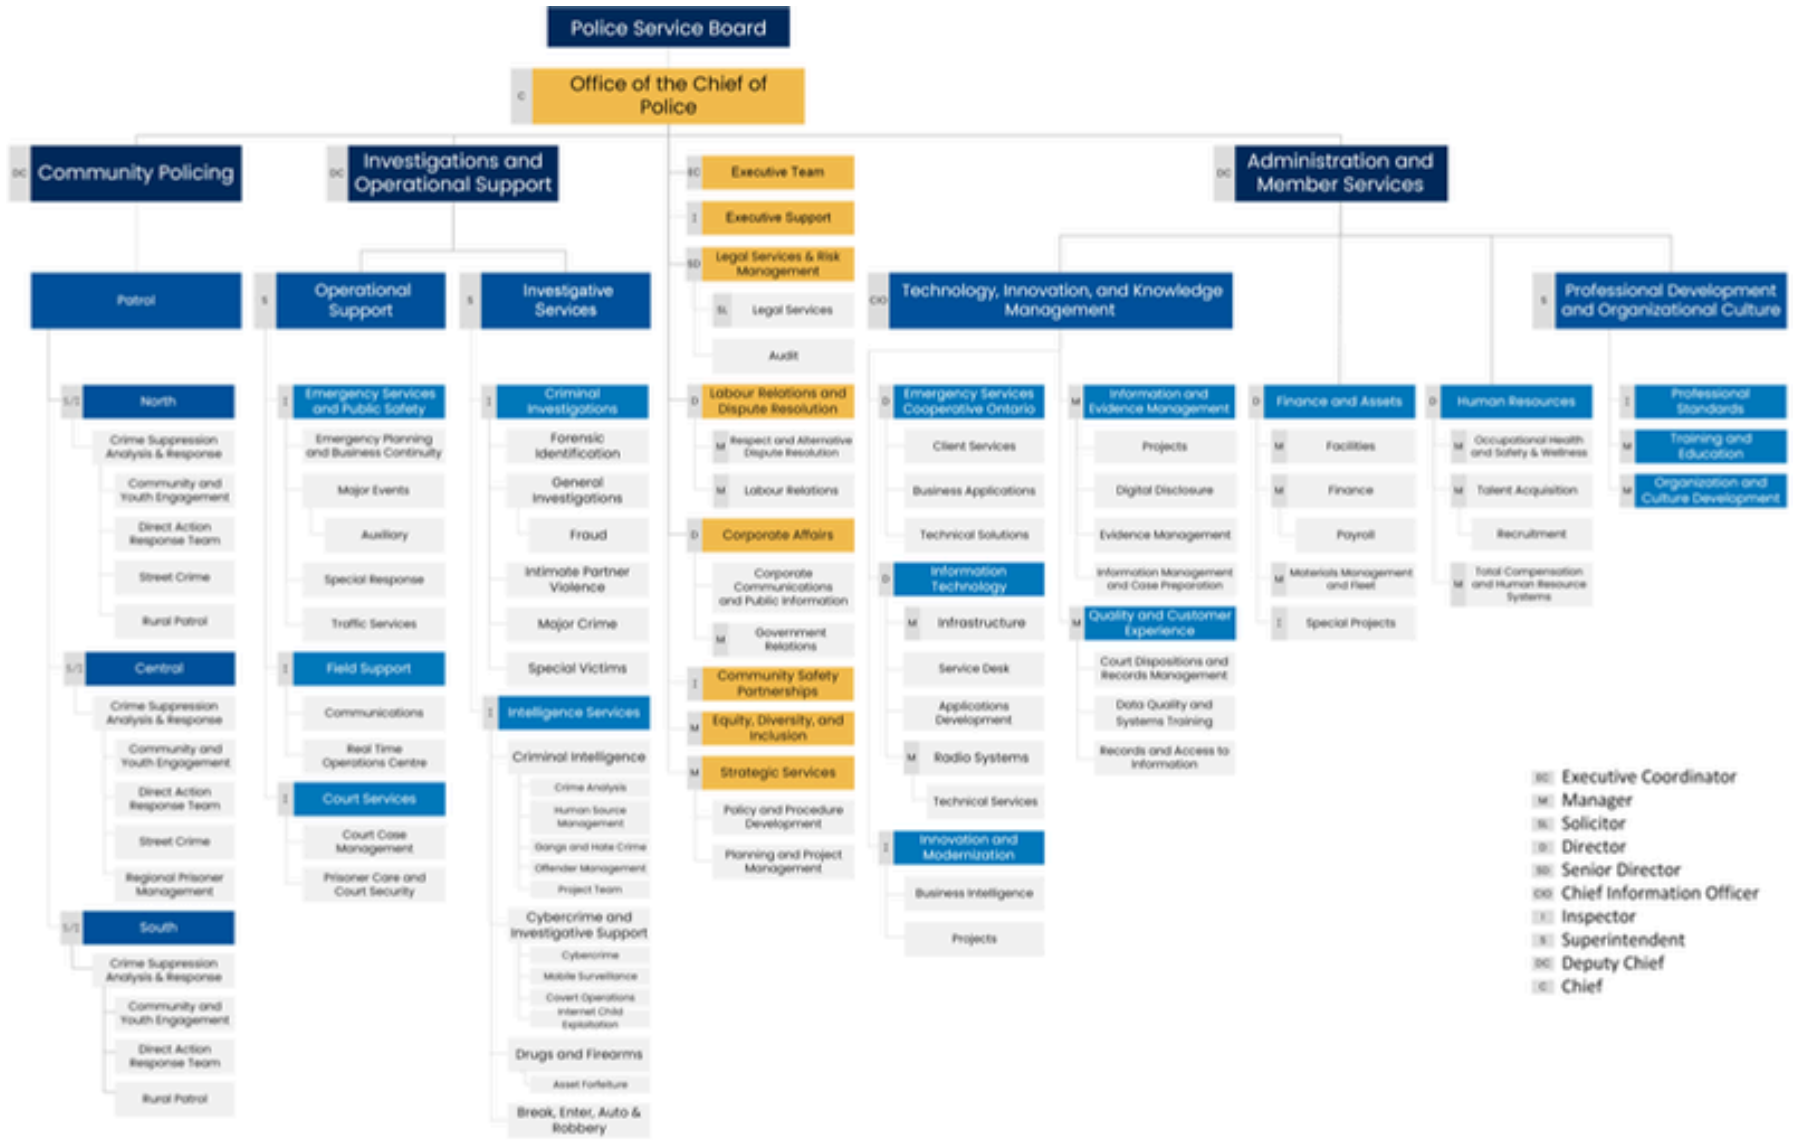 Police Service Board
C
Office of the Chief of
Police
DC
Community Policing
Patrol
S/I
North
Crime Suppression
Analysis & Response
Community and
Youth Engagement
Direct Action
Response Team
Street Crime
Rural Patrol
S/I
Central
Crime Suppression
Analysis & Response
Community and
Youth Engagement
Direct Action
Response Team
Street Crime
Regional Prisoner
Management
S/I
South
Crime Suppression
Analysis & Response
Community and
Youth Engagement
Direct Action
Response Team
Rural Patrol
DC
Investigations and
Operational Support
S
Operational
Support
I
Emergency Services
and Public Safety
Emergency Planning
and Business Continuity
Major Events
Auxiliary
Special Response
Traffic Services
I
Field Support
Communications
Real Time
Operations Centre
I
Court Services
Court Case
Management
Prisoner Care and
Court Security
S
Investigative
Services
I
Criminal
Investigations
Forensic
Identification
General
Investigations
Fraud
Intimate Partner
Violence
Major Crime
Special Victims
I
Intelligence Services
Criminal Intelligence
Crime Analysis
Human Source
Management
Gangs and Hate Crime
Offender Management
Project Team
Cybercrime and
Investigative Support
Cybercrime
Mobile Surveillance
Covert Operations
Internet Child
Exploitation
Drugs and Firearms
Asset Forfeiture
Break, Enter, Auto &
Robbery
EC
Executive Team
I
Executive Support
SD
Legal Services & Risk
Management
SL
Legal Services
Audit
D
Labour Relations and
Dispute Resolution
M
Respect and Alternative
Dispute Resolution
M
Labour Relations
D
Corporate Affairs
Corporate
Communications
and Public Information
M
Government
Relations
I
Community Safety
Partnerships
M
Equity, Diversity, and
Inclusion
M
Strategic Services
Policy and Procedure
Development
Planning and Project
Management
DC
Administration and
Member Services
CIO
Technology, Innovation, and Knowledge
Management
D
Emergency Services
Cooperative Ontario
Client Services
Business Applications
Technical Solutions
D
Information
Technology
M
Infrastructure
Service Desk
Applications
Development
M
Radio Systems
Technical Services
I
Innovation and
Modernization
Business Intelligence
Projects
M
Information and
Evidence Management
Projects
Digital Disclosure
Evidence Management
Information Management
and Case Preparation
M
Quality and Customer
Experience
Court Dispositions and
Records Management
Data Quality and
Systems Training
Records and Access to
Information
D
Finance and Assets
M
Facilities
M
Finance
Payroll
M
Materials Management
and Fleet
I
Special Projects
D
Human Resources
M
Occupational Health
and Safety & Wellness
M
Talent Acquisition
Recruitment
M
Total Compensation
and Human Resource
Systems
S
Professional Development
and Organizational Culture
I
Professional
Standards
M
Training and
Education
M
Organization and
Culture Development
EC Executive Coordinator
M Manager
SL Solicitor
D Director
SD Senior Director
CIO Chief Information Officer
I Inspector
S Superintendent
DC Deputy Chief
C Chief